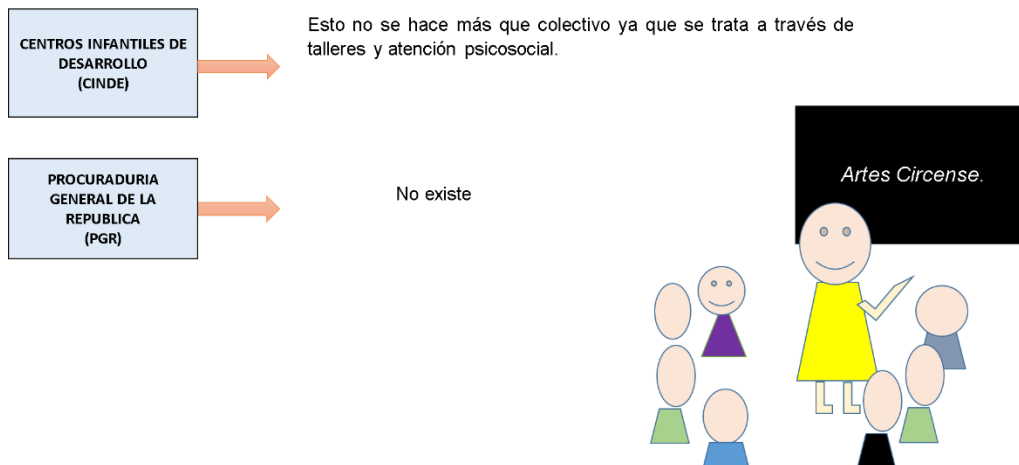 CENTROS INFANTILES DE
DESARROLLO
(CINDE)
Esto no se hace más que colectivo ya que se trata a través de
talleres y atención psicosocial.
PROCURADURIA
GENERAL DE LA
REPUBLICA
(PGR)
No existe
Artes Circense.